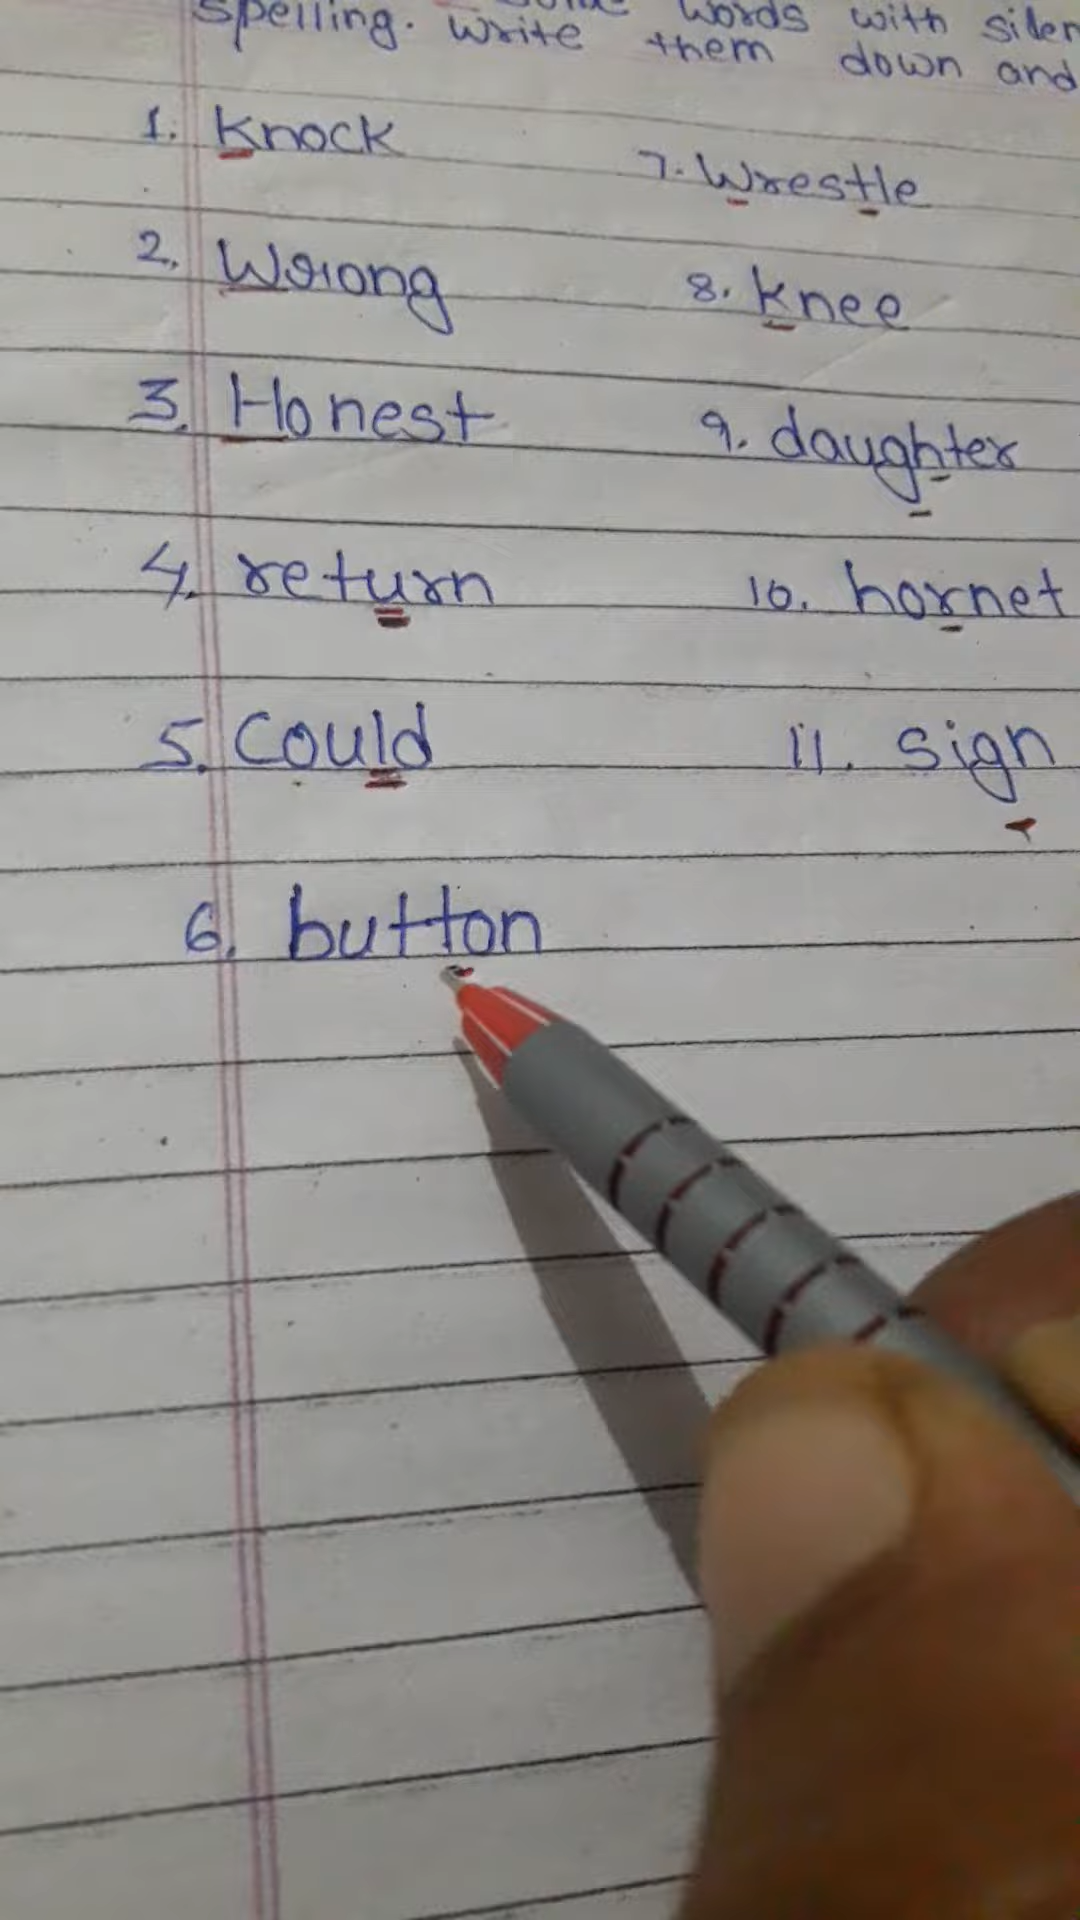 spelling. words with
write them down and
1. Knock
2. Wrong
3. Honest
4. return
5. Could
6. button
7. Wrestle
8. knee
9. daughter
10. hornet
11. sign